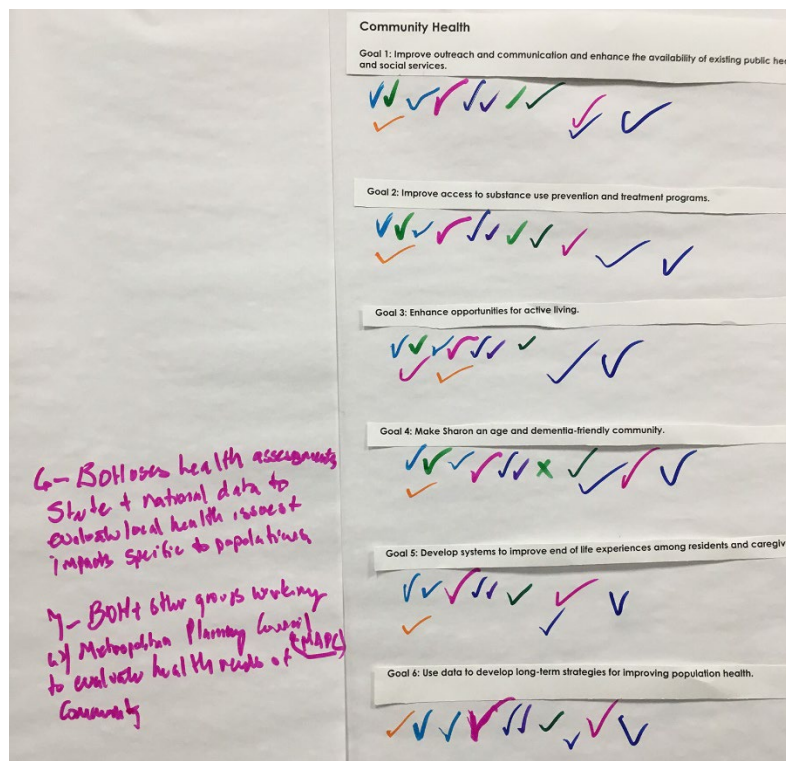 Community Health
Goal 1: Improve outreach and communication and enhance the availability of existing public hea
and social services.
Goal 2: Improve access to substance use prevention and treatment programs.
Goal 3: Enhance opportunities for active living.
Goal 4: Make Sharon an age and dementia-friendly community.
Goal 5: Develop systems to improve end of life experiences among residents and caregiv
Goal 6: Use data to develop long-term strategies for improving population health.
BOH uses health assessments
State + national data to
evaluate local health issues +
impacts specific to populations
7- BOH + other groups working
w/ Metropolitan Planning Council
(MAPC)
to evaluate health needs of
Community